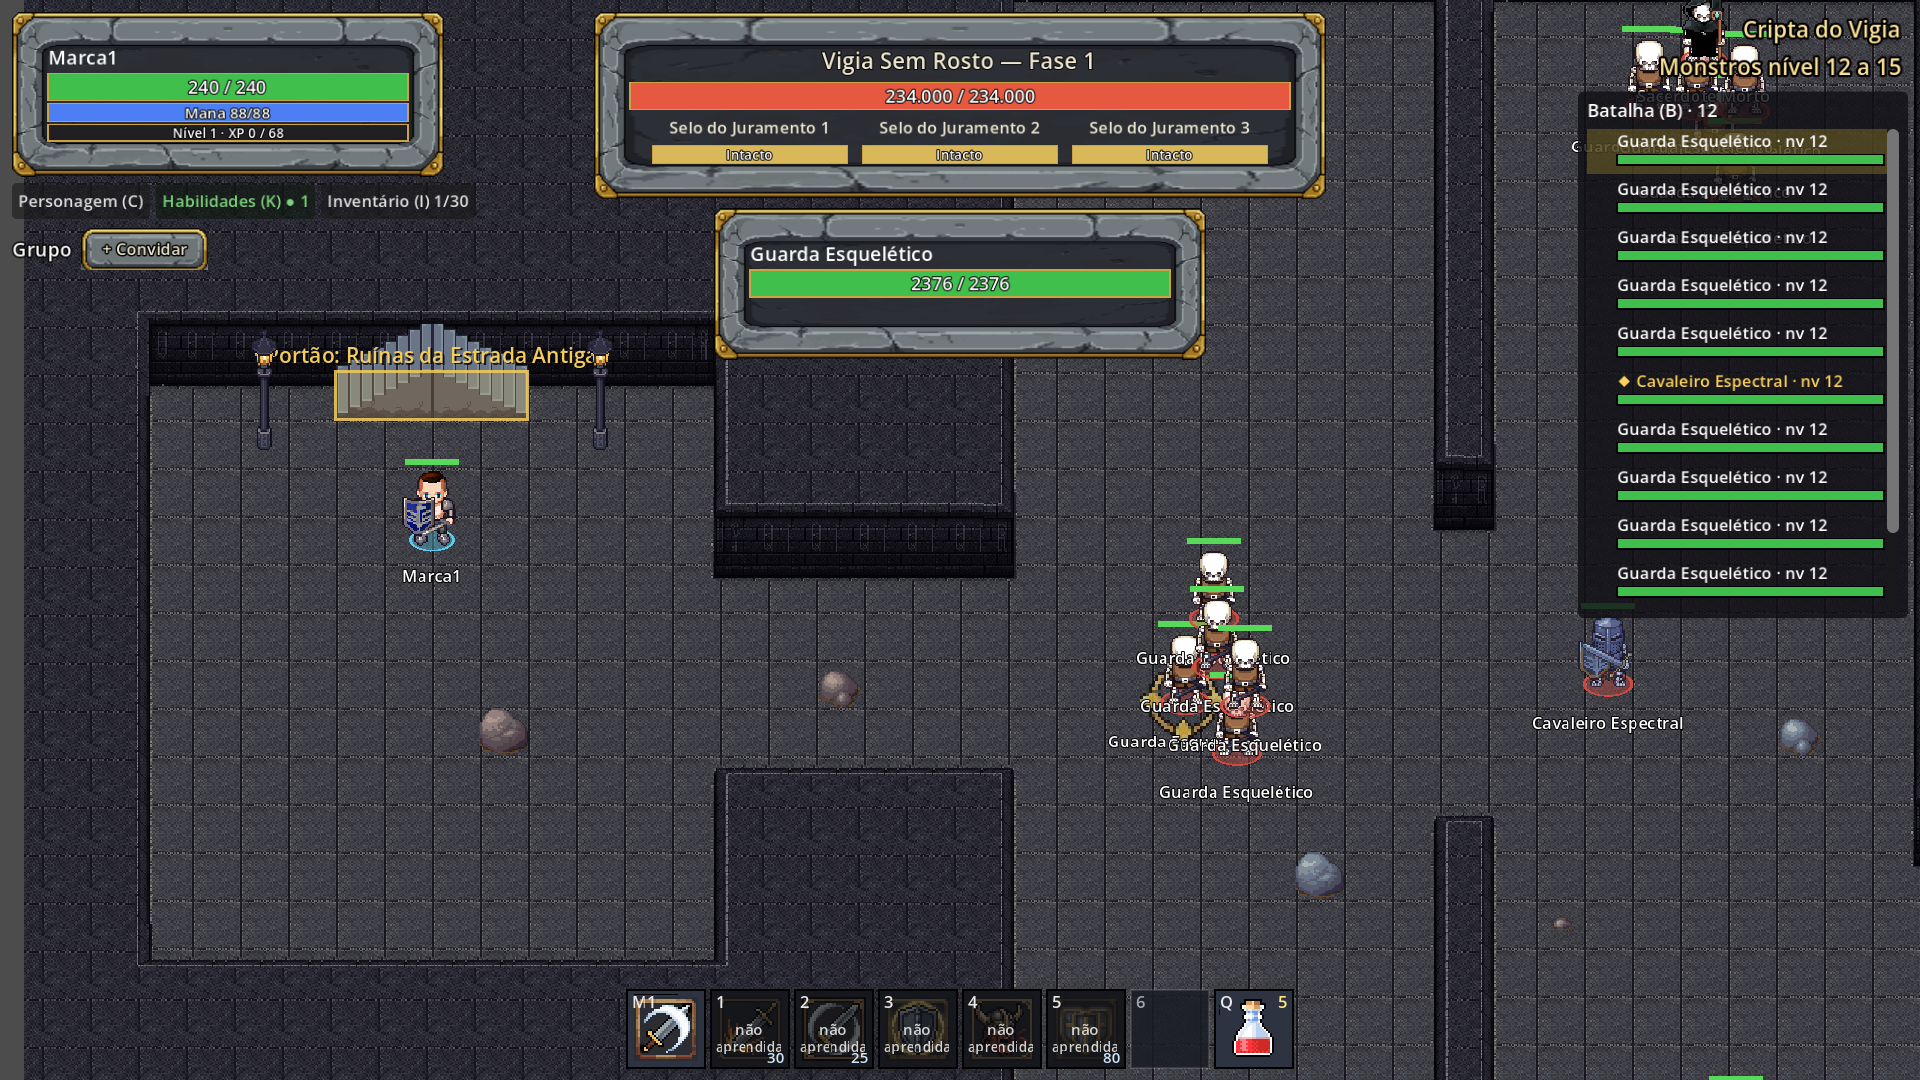 Marca1
240 / 240
Mana 88/88
Nível 1 · XP 0 / 68
Personagem (C)
Habilidades (K) ● 1
Inventário (I) 1/30
Grupo
+ Convidar
Vigia Sem Rosto — Fase 1
234.000 / 234.000
Selo do Juramento 1
Selo do Juramento 2
Selo do Juramento 3
Intacto
Intacto
Intacto
Guarda Esquelético
2376 / 2376
Cripta do Vigia
Monstros nível 12 a 15
Batalha (B) · 12
Guarda Esquelético · nv 12
Guarda Esquelético · nv 12
Guarda Esquelético · nv 12
Guarda Esquelético · nv 12
Guarda Esquelético · nv 12
◆ Cavaleiro Espectral · nv 12
Guarda Esquelético · nv 12
Guarda Esquelético · nv 12
Guarda Esquelético · nv 12
Guarda Esquelético · nv 12
Portão: Ruínas da Estrada Antiga
Marca1
Guarda
Guarda
Guarda
Guarda Esquelético
Guarda Esquelético
Cavaleiro Espectral
M1
1
não
aprendida
30
2
não
aprendida
25
3
não
aprendida
4
não
aprendida
5
não
aprendida
80
6
Q
5